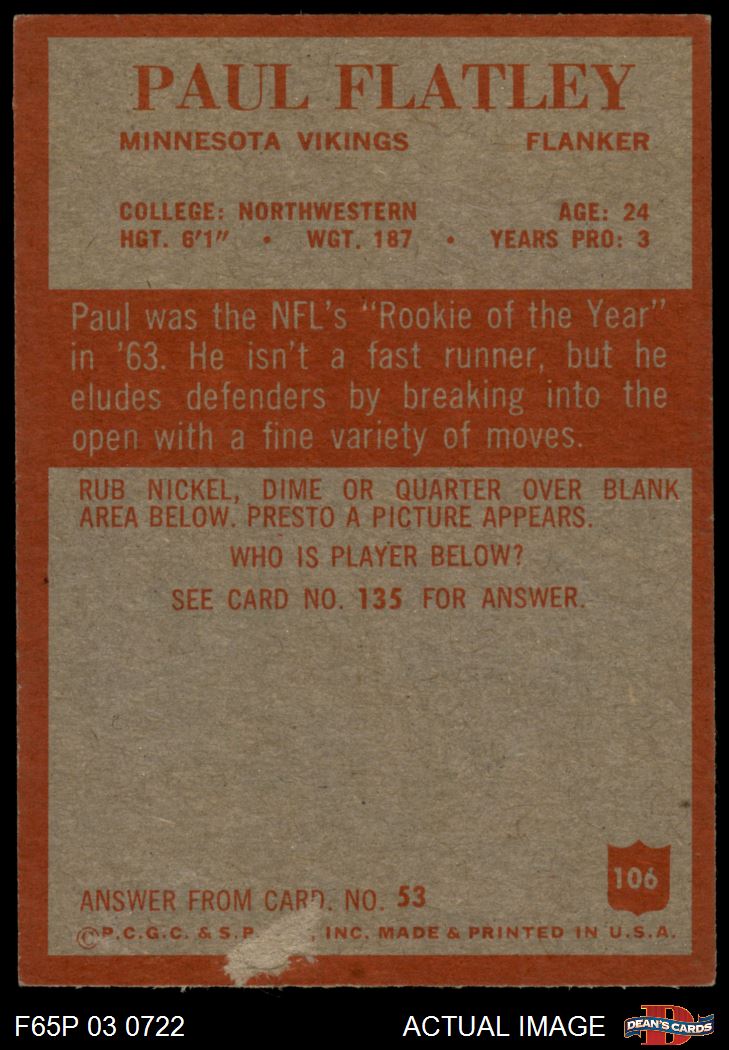 PAUL FLATLEY
MINNESOTA VIKINGS FLANKER
COLLEGE: NORTHWESTERN AGE: 24
HGT. 6'1" • WGT. 187 • YEARS PRO: 3
Paul was the NFL's "Rookie of the Year"
in '63. He isn't a fast runner, but he
eludes defenders by breaking into the
open with a fine variety of moves.
RUB NICKEL, DIME OR QUARTER OVER BLANK
AREA BELOW. PRESTO A PICTURE APPEARS.
WHO IS PLAYER BELOW?
SEE CARD NO. 135 FOR ANSWER.
106
ANSWER FROM CARD. NO. 53
©P.C.G.C. & S.P. , INC. MADE & PRINTED IN U.S.A.
F65P 03 0722 ACTUAL IMAGE DEAN'S CARDS